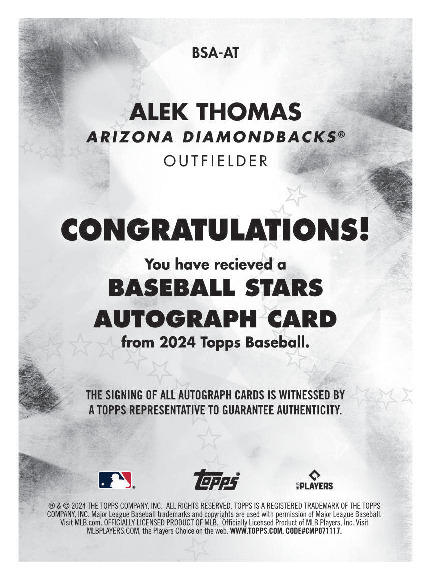 BSA-AT
ALEK THOMAS
ARIZONA DIAMONDBACKS®
OUTFIELDER
CONGRATULATIONS!
You have recieved a
BASEBALL STARS
AUTOGRAPH CARD
from 2024 Topps Baseball.
THE SIGNING OF ALL AUTOGRAPH CARDS IS WITNESSED BY
A TOPPS REPRESENTATIVE TO GUARANTEE AUTHENTICITY.
topps
PLAYERS
® & © 2024 THE TOPPS COMPANY, INC. ALL RIGHTS RESERVED. TOPPS IS A REGISTERED TRADEMARK OF THE TOPPS
COMPANY, INC. Major League Baseball trademarks and copyrights are used with permission of Major League Baseball.
Visit MLB.com. OFFICIALLY LICENSED PRODUCT OF MLB. Officially Licensed Product of MLB Players, Inc. Visit
MLBPLAYERS.COM, the Players Choice on the web. WWW.TOPPS.COM. CODE#CMP071117.